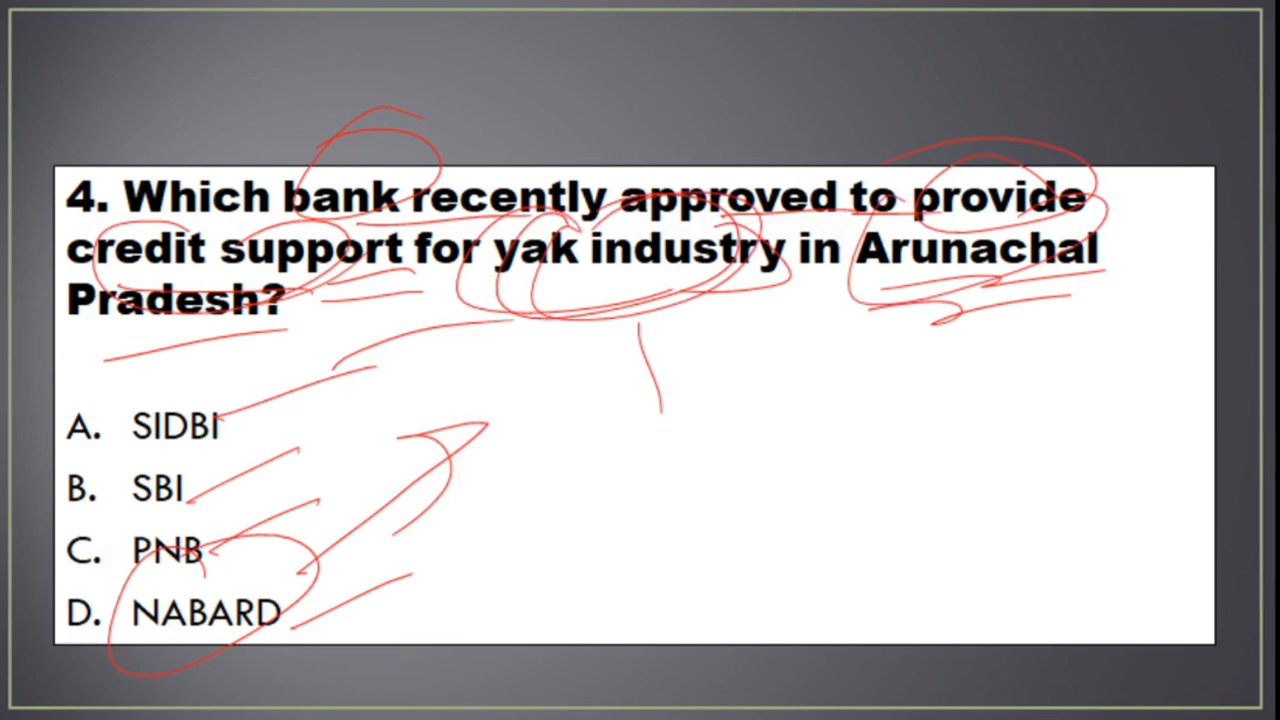 4. Which bank recently approved to provide
credit support for yak industry in Arunachal
Pradesh?
A. SIDBI
B. SBI
C. PNB
D. NABARD